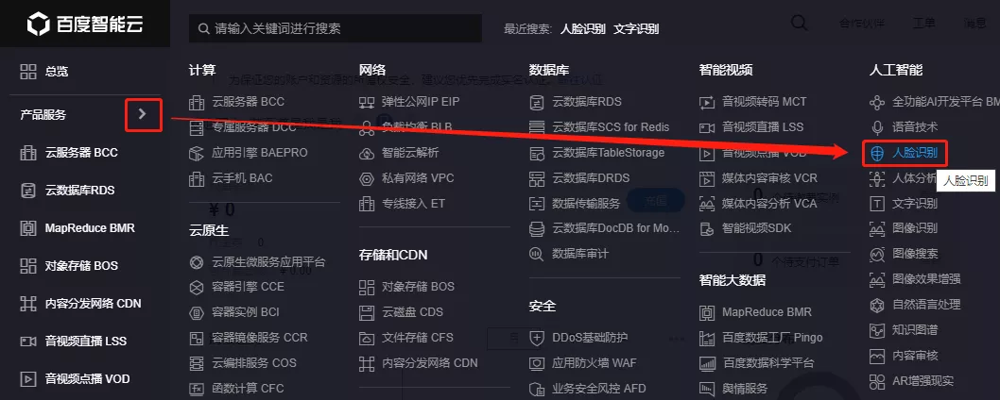 百度智能云
请输入关键词进行搜索
最近搜索: 人脸识别 文字识别
合作伙伴
工单
消息
总览
产品服务
云服务器 BCC
云数据库RDS
MapReduce BMR
对象存储 BOS
内容分发网络 CDN
音视频直播 LSS
音视频点播 VOD
计算
云服务器 BCC
专属服务器 DCC
应用引擎 BAEPRO
云手机 BAC
¥ 0
云原生
云原生微服务应用平台
容器引擎 CCE
容器实例 BCI
容器镜像服务 CCR
云编排服务 COS
函数计算 CFC
网络
弹性公网IP EIP
负载均衡 BLB
智能云解析
私有网络 VPC
专线接入 ET
存储和CDN
对象存储 BOS
云磁盘 CDS
文件存储 CFS
内容分发网络 CDN
数据库
云数据库RDS
云数据库SCS for Redis
云数据库TableStorage
云数据库DRDS
数据传输服务
充值
云数据库DocDB for Mo...
数据库审计
安全
DDoS基础防护
应用防火墙 WAF
业务安全风控 AFD
智能视频
音视频转码 MCT
音视频直播 LSS
音视频点播 VOD
媒体内容审核 VCR
媒体内容分析 VCA
智能视频SDK
0 个待支付订单
智能大数据
MapReduce BMR
百度数据工厂 Pingo
百度数据科学平台
舆情服务
人工智能
全功能AI开发平台 BM
语音技术
人脸识别
人脸识别
人体分析
文字识别
图像识别
图像搜索
图像效果增强
自然语言处理
知识图谱
内容审核
AR增强现实